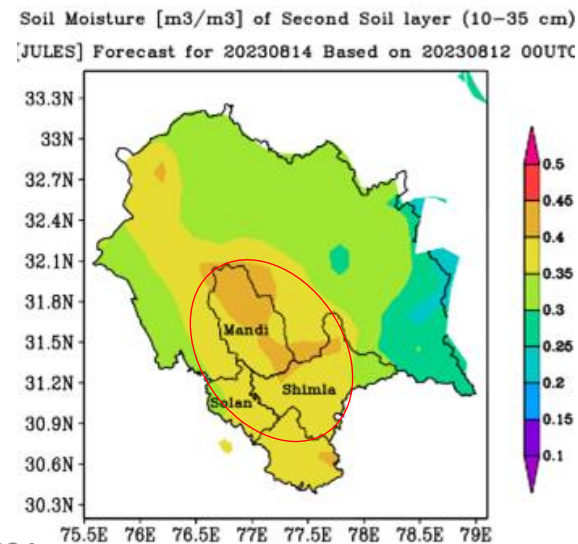 Soil Moisture [m3/m3] of Second Soil layer (10−35 cm)
[JULES] Forecast for 20230814 Based on 20230812 00UTC
33.3N
33N
32.7N
32.4N
32.1N
31.8N
31.5N
31.2N
30.9N
30.6N
30.3N
Mandi
Shimla
Solan
75.5E 76E 76.5E 77E 77.5E 78E 78.5E 79E
0.5
0.45
0.4
0.35
0.3
0.25
0.2
0.15
0.1